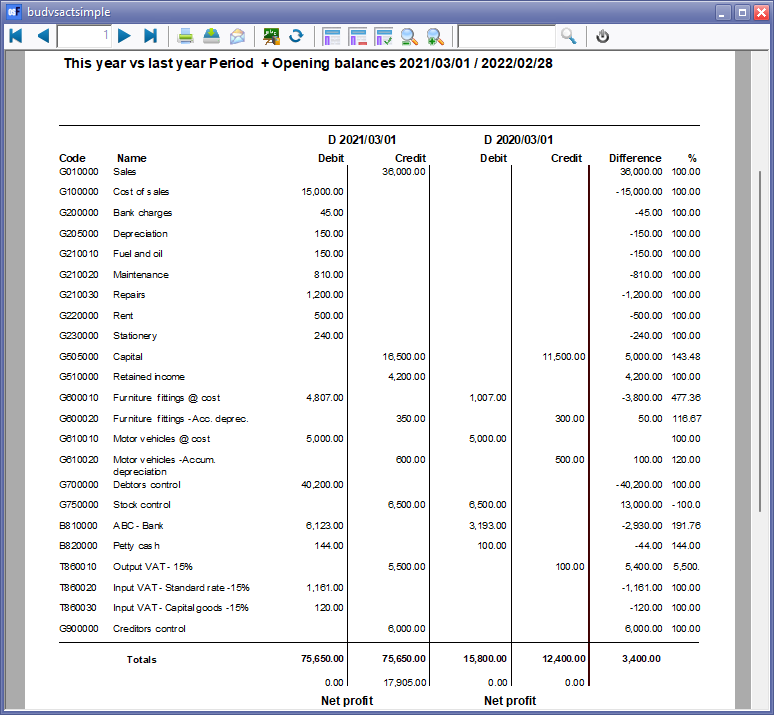 budvsactsimple
1
This year vs last year Period + Opening balances 2021/03/01 / 2022/02/28
D 2021/03/01 D 2020/03/01
Code Name Debit Credit Debit Credit Difference %
G010000 Sales 36,000.00 36,000.00 100.00
G100000 Cost of sales 15,000.00 -15,000.00 100.00
G200000 Bank charges 45.00 -45.00 100.00
G205000 Depreciation 150.00 -150.00 100.00
G210010 Fuel and oil 150.00 -150.00 100.00
G210020 Maintenance 810.00 -810.00 100.00
G210030 Repairs 1,200.00 -1,200.00 100.00
G220000 Rent 500.00 -500.00 100.00
G230000 Stationery 240.00 -240.00 100.00
G505000 Capital 16,500.00 11,500.00 5,000.00 143.48
G510000 Retained income 4,200.00 4,200.00 100.00
G600010 Furniture fittings @ cost 4,807.00 1,007.00 -3,800.00 477.36
G600020 Furniture fittings - Acc. deprec. 350.00 300.00 50.00 116.67
G610010 Motor vehicles @ cost 5,000.00 5,000.00 100.00
G610020 Motor vehicles - Accum. 600.00 500.00 100.00 120.00
depreciation
G700000 Debtors control 40,200.00 -40,200.00 100.00
G750000 Stock control 6,500.00 6,500.00 13,000.00 -100.0
B810000 ABC - Bank 6,123.00 3,193.00 -2,930.00 191.76
B820000 Petty cash 144.00 100.00 -44.00 144.00
T860010 Output VAT - 15% 5,500.00 100.00 5,400.00 5,500.
T860020 Input VAT - Standard rate -15% 1,161.00 -1,161.00 100.00
T860030 Input VAT - Capital goods -15% 120.00 -120.00 100.00
G900000 Creditors control 6,000.00 6,000.00 100.00
Totals 75,650.00 75,650.00 15,800.00 12,400.00 3,400.00
0.00 17,905.00 0.00 0.00
Net profit Net profit